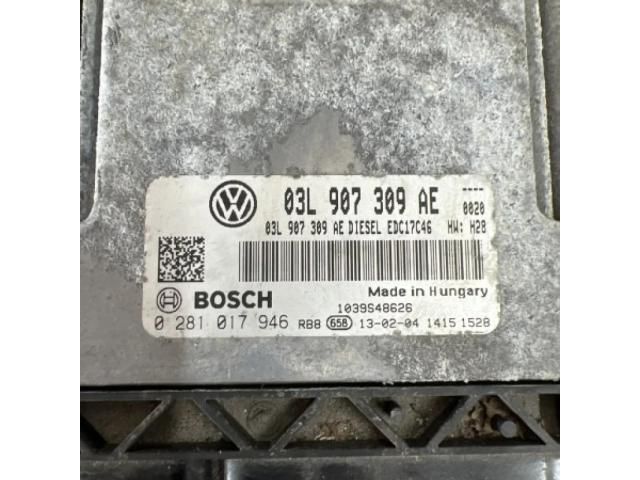 VW
03L 907 309 AE ----
0020
03L 907 309 AE DIESEL EDC17C46 HW: H28
Made in Hungary
BOSCH
1039S48626
0 281 017 946 RB8 658 13-02-04 1415 1528